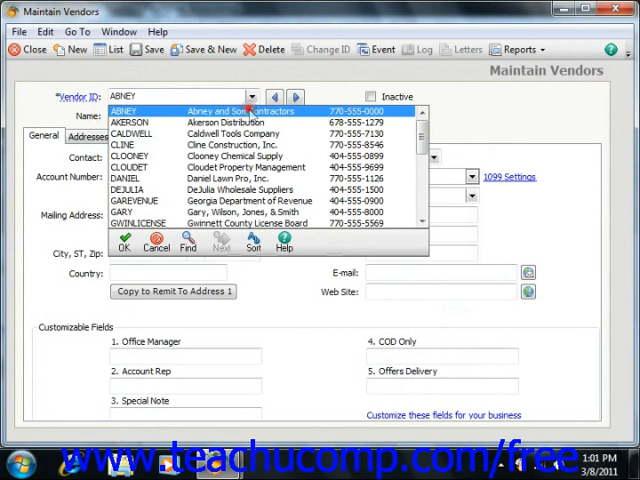 Maintain Vendors
File Edit Go To Window Help
Close New List Save Save & New Delete Change ID Event Log Letters Reports
Maintain Vendors
*Vendor ID: ABNEY Inactive
Name:
ABNEY Abney and Son Contractors 770-555-0000
AKERSON Akerson Distribution 678-555-1279
CALDWELL Caldwell Tools Company 770-555-7130
CLINE Cline Construction, Inc. 770-555-8546
CLOONEY Clooney Chemical Supply 404-555-0899
CLOUDET Cloudet Property Management 404-555-9699
DANIEL Daniel Lawn Pro, Inc. 770-555-1126
DEJULIA DeJulia Wholesale Suppliers 404-555-1500
GAREVENUE Georgia Department of Revenue 404-555-0900
GARY Gary, Wilson, Jones, & Smith 404-555-8000
GWINLICENSE Gwinnett County License Board 770-555-5569
OK Cancel Find Next Sort Help
General Addresses
Contact:
Account Number: 1099 Settings
Mailing Address:
City, ST, Zip:
Country: E-mail:
Copy to Remit To Address 1 Web Site:
Customizable Fields
1. Office Manager 4. COD Only
2. Account Rep 5. Offers Delivery
3. Special Note
Customize these fields for your business
www.teachucomp.com/free
1:01 PM
3/8/2011